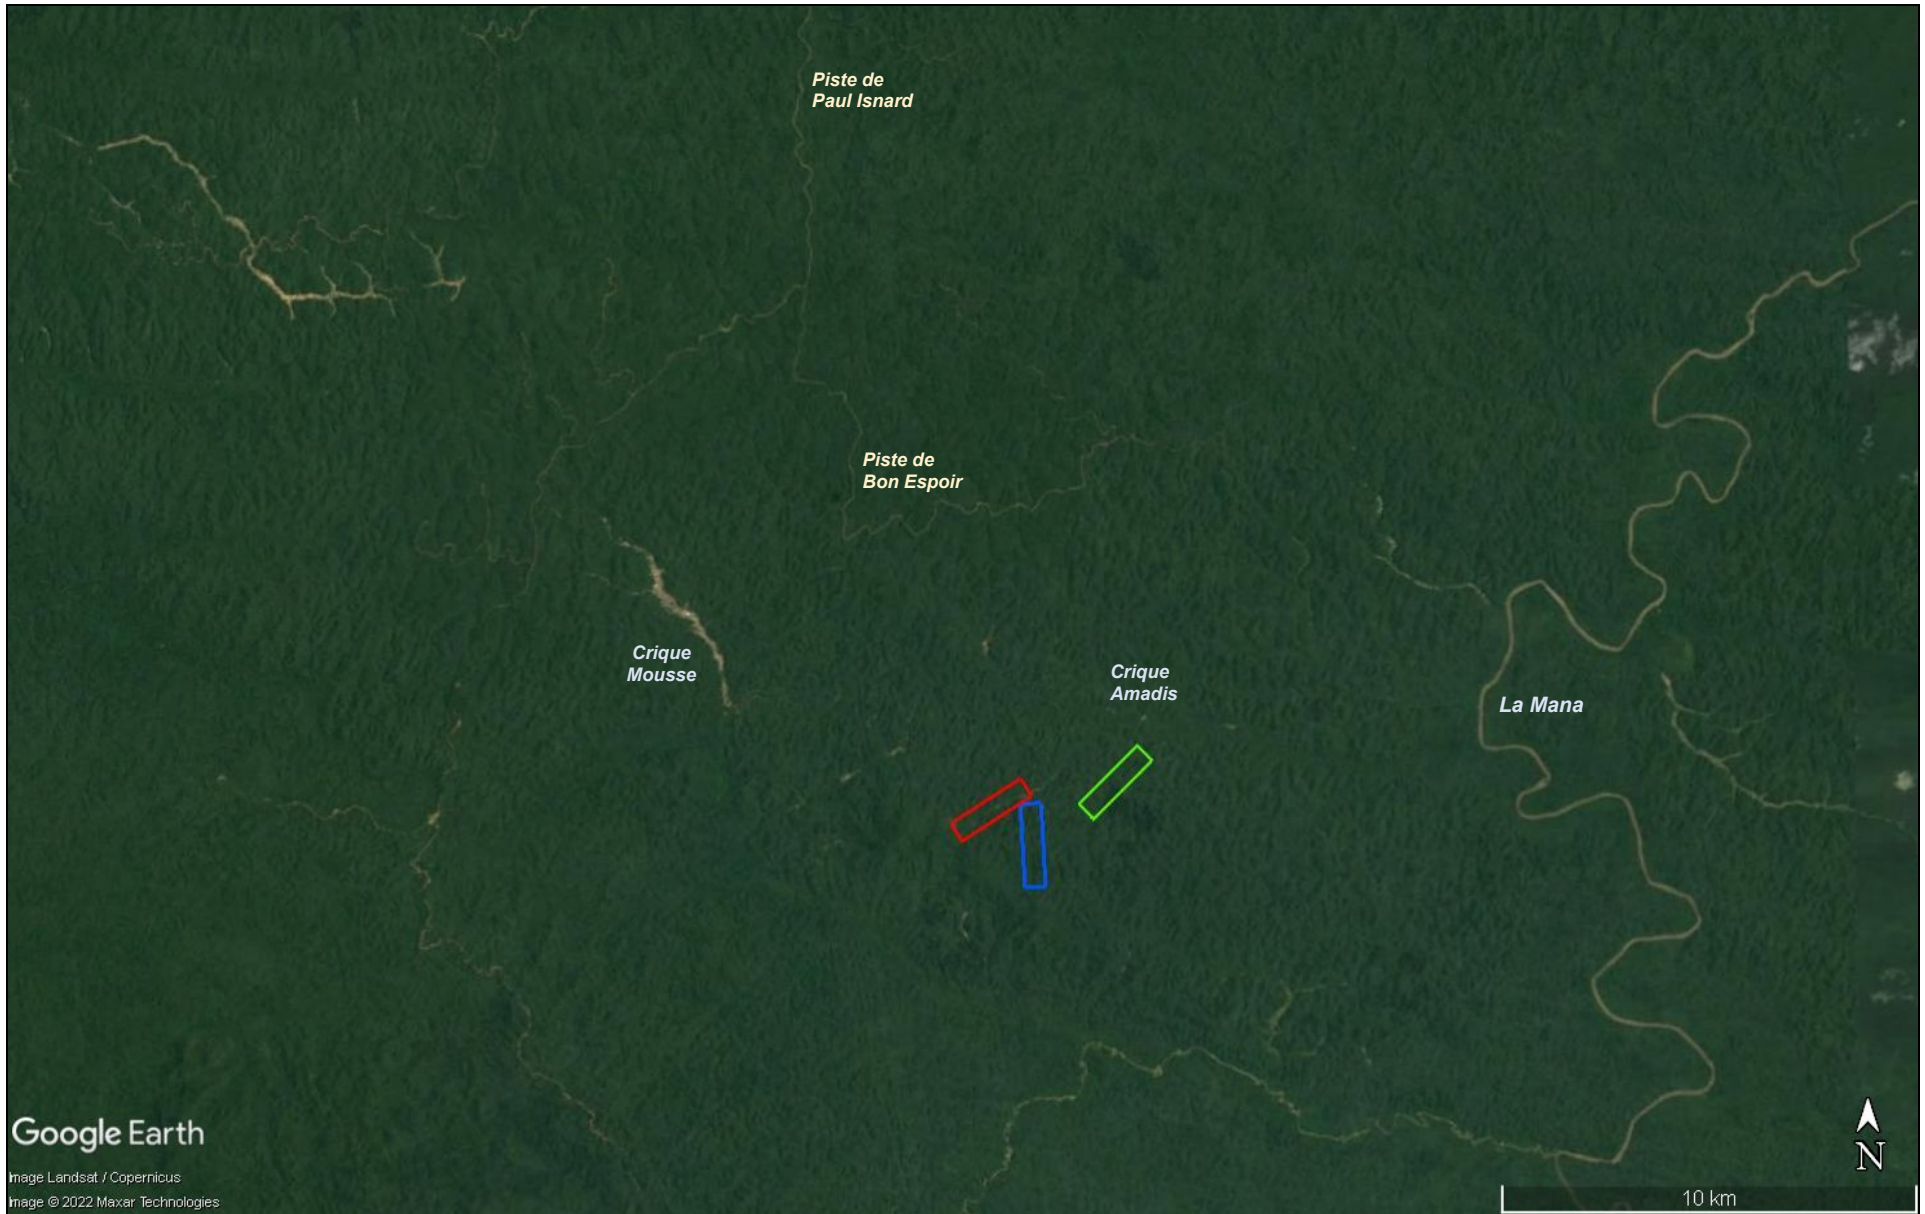 Piste de
Paul Isnard
Piste de
Bon Espoir
Crique
Mousse
Crique
Amadis
La Mana
Google Earth
Image Landsat / Copernicus
Image © 2022 Maxar Technologies
N
10 km